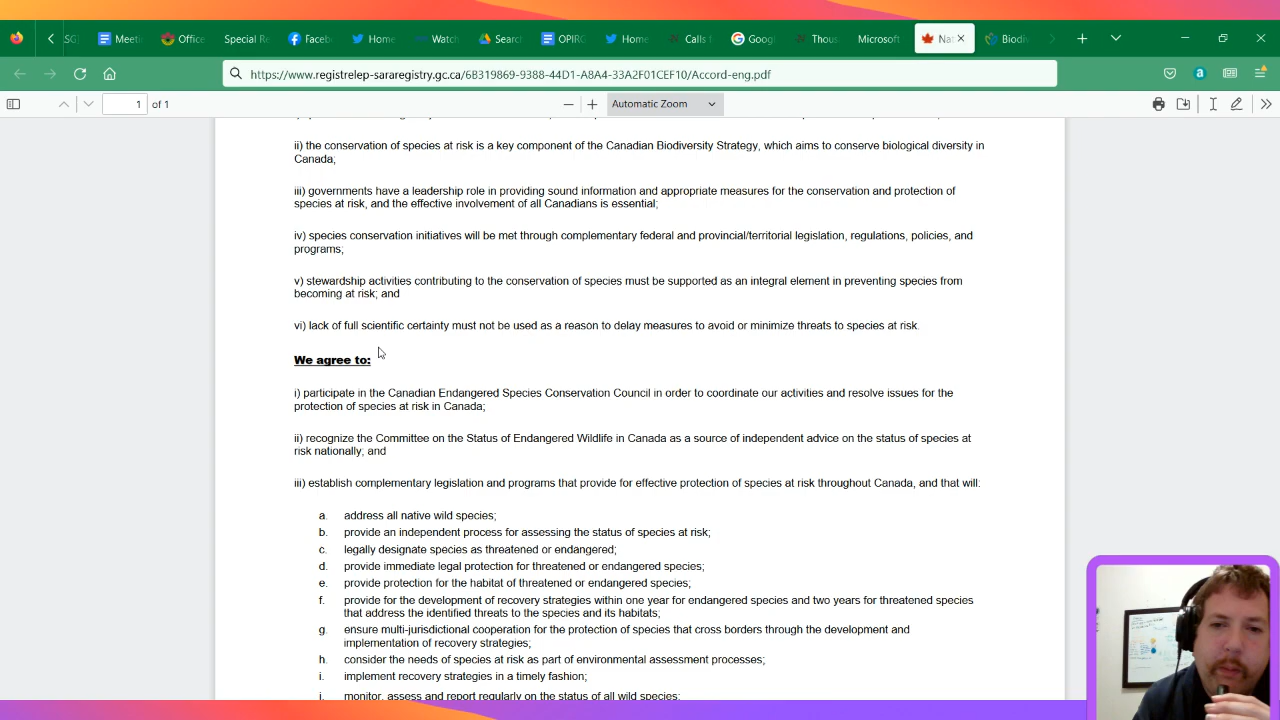 SG
Meeti
Office
Special Re
Faceb
Home
Watch
Searc
OPIRG
Home
Calls f
Googl
Thous
Microsoft
Nat
Biodiv
https://www.registrelep-sararegistry.gc.ca/6B319869-9388-44D1-A8A4-33A2F01CEF10/Accord-eng.pdf
1 of 1
Automatic Zoom
ii) the conservation of species at risk is a key component of the Canadian Biodiversity Strategy, which aims to conserve biological diversity in
Canada;
iii) governments have a leadership role in providing sound information and appropriate measures for the conservation and protection of
species at risk, and the effective involvement of all Canadians is essential;
iv) species conservation initiatives will be met through complementary federal and provincial/territorial legislation, regulations, policies, and
programs;
v) stewardship activities contributing to the conservation of species must be supported as an integral element in preventing species from
becoming at risk; and
vi) lack of full scientific certainty must not be used as a reason to delay measures to avoid or minimize threats to species at risk.
We agree to:
i) participate in the Canadian Endangered Species Conservation Council in order to coordinate our activities and resolve issues for the
protection of species at risk in Canada;
ii) recognize the Committee on the Status of Endangered Wildlife in Canada as a source of independent advice on the status of species at
risk nationally; and
iii) establish complementary legislation and programs that provide for effective protection of species at risk throughout Canada, and that will:
a. address all native wild species;
b. provide an independent process for assessing the status of species at risk;
c. legally designate species as threatened or endangered;
d. provide immediate legal protection for threatened or endangered species;
e. provide protection for the habitat of threatened or endangered species;
f. provide for the development of recovery strategies within one year for endangered species and two years for threatened species
that address the identified threats to the species and its habitats;
g. ensure multi-jurisdictional cooperation for the protection of species that cross borders through the development and
implementation of recovery strategies;
h. consider the needs of species at risk as part of environmental assessment processes;
i. implement recovery strategies in a timely fashion;
j. monitor, assess and report regularly on the status of all wild species;